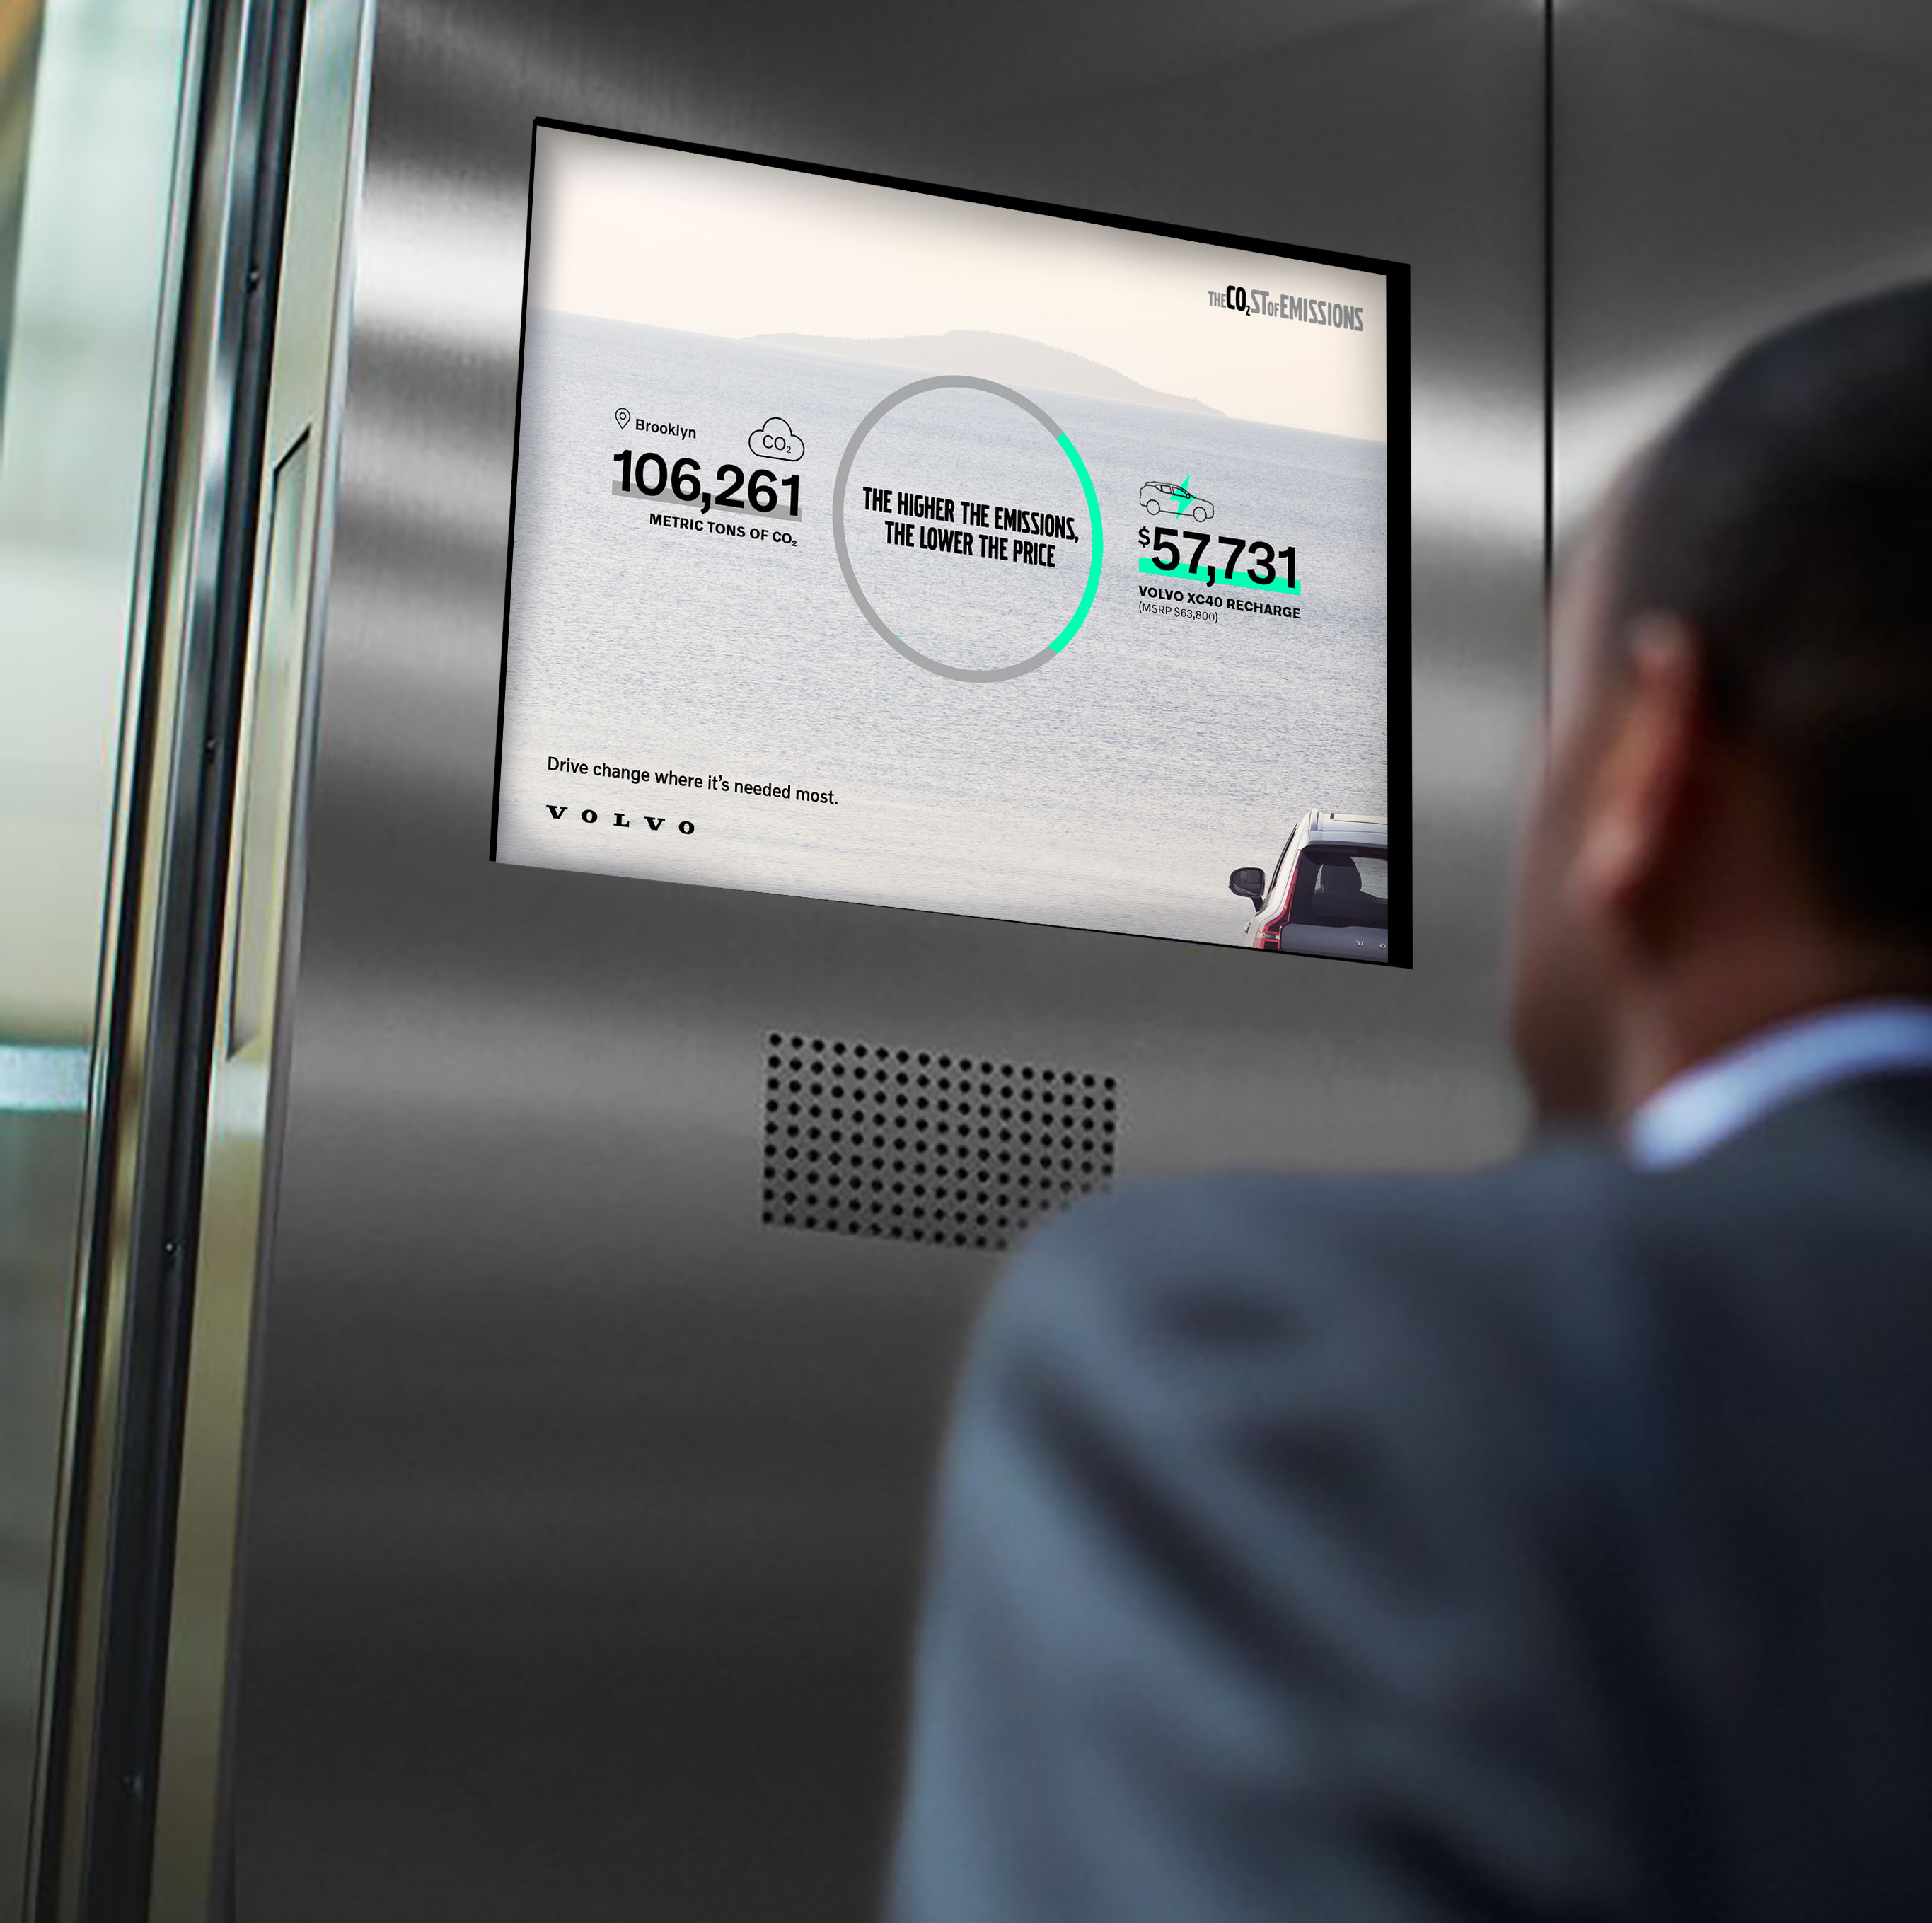 THE CO₂ST OF EMISSIONS
Brooklyn
CO₂
106,261
METRIC TONS OF CO₂
THE HIGHER THE EMISSIONS,
THE LOWER THE PRICE
$57,731
VOLVO XC40 RECHARGE
(MSRP $63,800)
Drive change where it's needed most.
VOLVO
V O